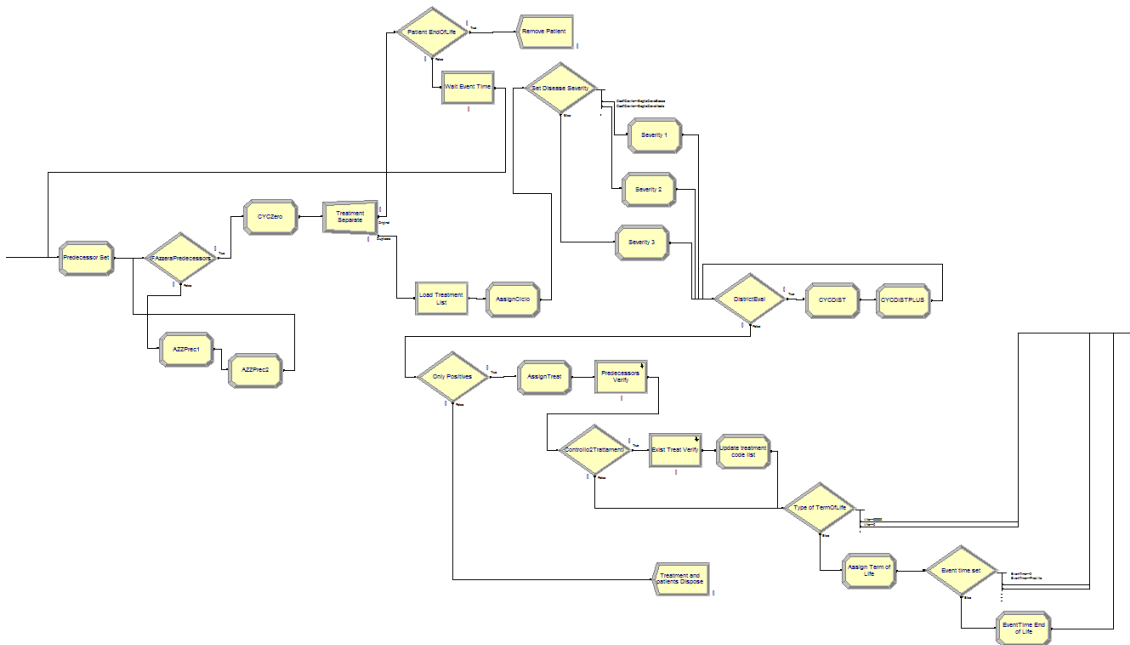 Patient EndOfLife
True
Remove Patient
False
Wait Event Time
Set Disease Severity
Else
Severity 1
Severity 2
Severity 3
CYCZero
Treatment
Separate
Original
Duplicate
Predecessor Set
IFAzzeraPredecessors
True
False
Load Treatment
List
AssignCiclo
DistrictEval
True
False
CYCDIST
CYCDISTPLUS
AZZPrec1
AZZPrec2
Only Positives
True
False
AssignTreat
Predecessors
Verify
Controllo2Trattamenti
True
False
Exist Treat Verify
Update treatment
code list
Type of TermOfLife
Else
Treatment and
patients Dispose
Assign Term of
Life
Event time set
Else
EventTime End
of Life